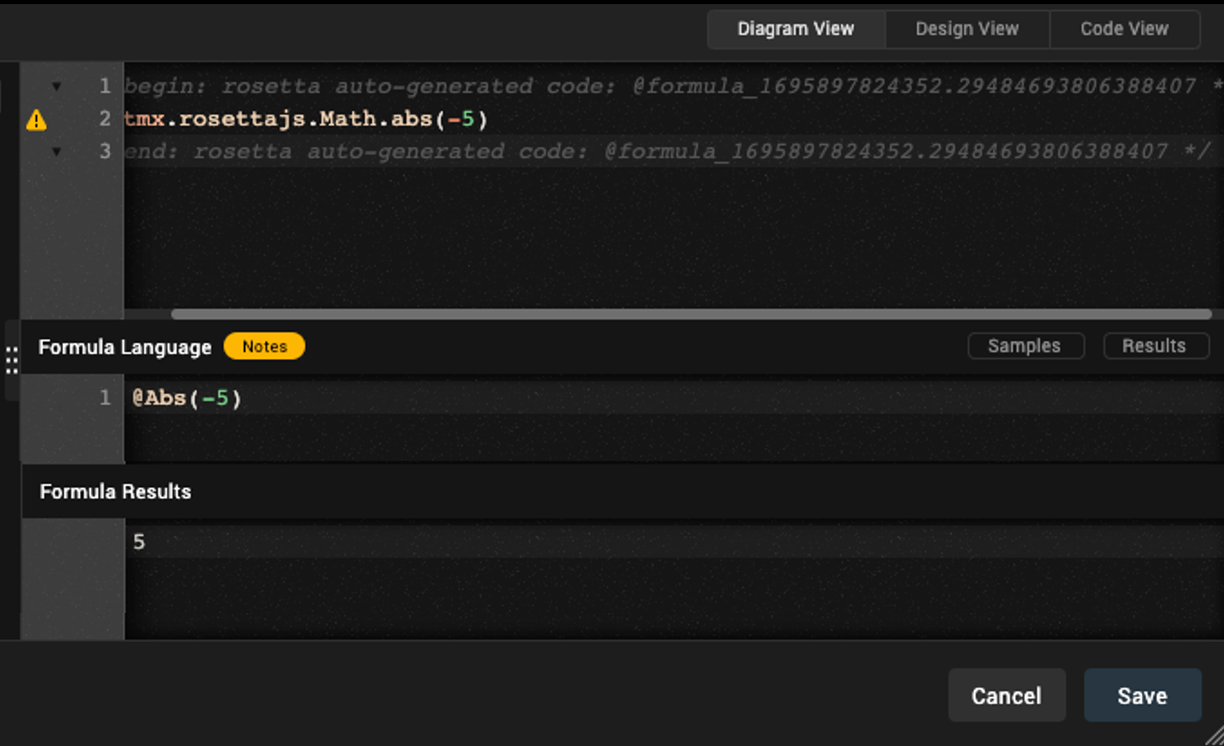 Diagram View Design View Code View
1 begin: rosetta auto-generated code: @formula_1695897824352.29484693806388407 *
2 tmx.rosettajs.Math.abs(-5)
3 end: rosetta auto-generated code: @formula_1695897824352.29484693806388407 */
Formula Language Notes Samples Results
1 @Abs(-5)
Formula Results
5
Cancel Save